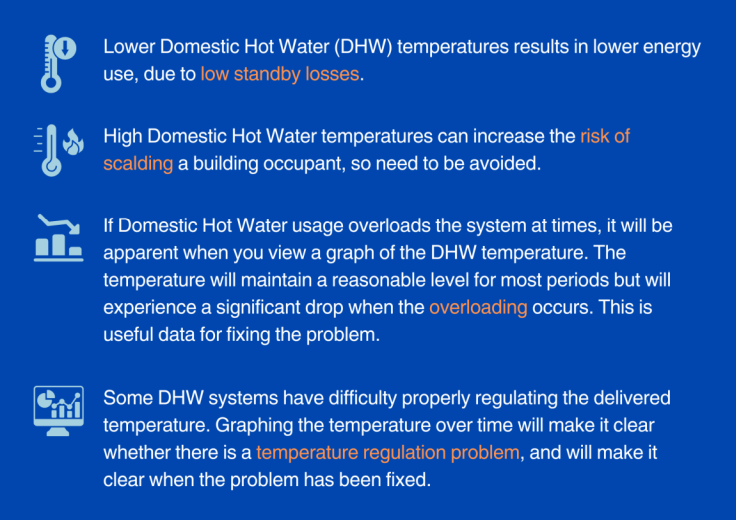 Lower Domestic Hot Water (DHW) temperatures results in lower energy
use, due to low standby losses.
High Domestic Hot Water temperatures can increase the risk of
scalding a building occupant, so need to be avoided.
If Domestic Hot Water usage overloads the system at times, it will be
apparent when you view a graph of the DHW temperature. The
temperature will maintain a reasonable level for most periods but will
experience a significant drop when the overloading occurs. This is
useful data for fixing the problem.
Some DHW systems have difficulty properly regulating the delivered
temperature. Graphing the temperature over time will make it clear
whether there is a temperature regulation problem, and will make it
clear when the problem has been fixed.